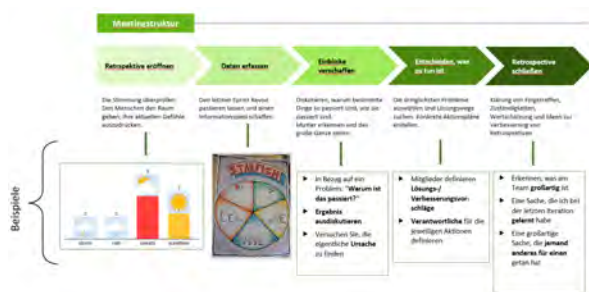 Meetingstruktur
Retrospektive eröffnen
Daten erfassen
Einblicke
verschaffen
Entscheiden, was
zu tun ist
Retrospective
schließen
Die Stimmung überprüfen
Den Menschen den Raum
geben, ihre aktuellen Gefühle
auszudrücken.
Den letzten Sprint Revue
passieren lassen und einen
Informationspool schaffen
Diskutieren, warum bestimmte
Dinge so passiert sind, wie sie
passiert sind.
Muster erkennen und das
große Ganze sehen
Die dringlichsten Probleme
auswählen und Lösungswege
suchen. Konkrete Aktionspläne
erstellen.
Klärung von
Zuständigkeiten,
Wertschätzung und Ideen zur
Verbesserung von
Retrospektiven
Beispiele
STARFISH
In Bezug auf ein
Problem: "Warum ist
das passiert?"
Ergebnis
ausdiskutieren
Versuchen Sie, die
eigentliche Ursache
zu finden
Mitglieder definieren
Lösungs-/
Verbesserungsvor-
schläge
Verantwortliche für die
jeweiligen Aktionen
definieren
Erkennen, was am
Team großartig ist
Eine Sache, die ich bei
der letzten Iteration
gelernt habe
Eine großartige
Sache, die jemand
anderes für einen
getan hat